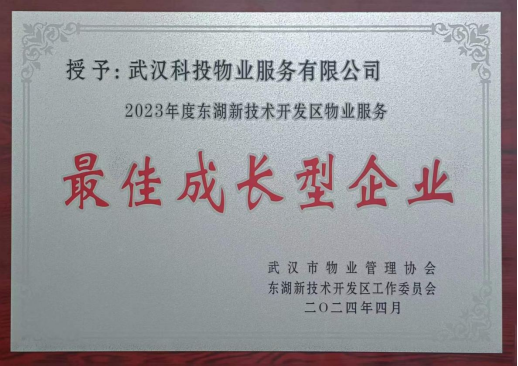 授予：武汉科投物业服务有限公司
2023年度东湖新技术开发区物业服务
最佳成长型企业
武汉市物业管理协会
东湖新技术开发区工作委员会
二〇二四年四月